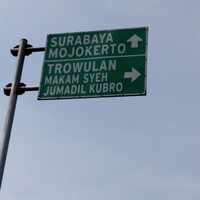 SURABAYA
MOJOKERTO
TROWULAN
MAKAM SYEH
JUMADIL KUBRO